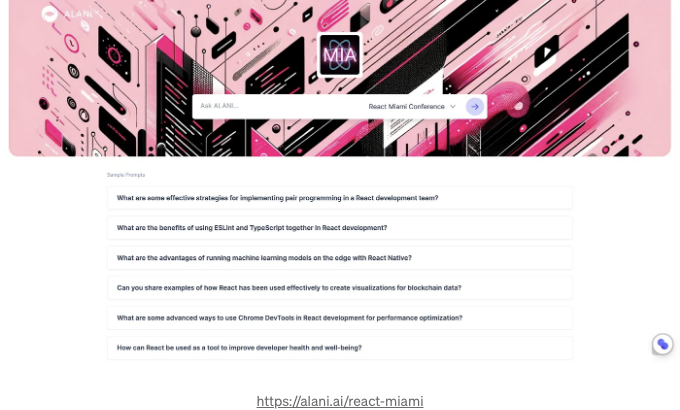 ALANI
MIA
Ask ALANI...
React Miami Conference
Sample Prompts
What are some effective strategies for implementing pair programming in a React development team?
What are the benefits of using ESLint and TypeScript together in React development?
What are the advantages of running machine learning models on the edge with React Native?
Can you share examples of how React has been used effectively to create visualizations for blockchain data?
What are some advanced ways to use Chrome DevTools in React development for performance optimization?
How can React be used as a tool to improve developer health and well-being?
https://alani.ai/react-miami